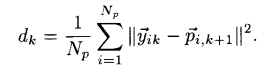 $d_k = \frac{1}{N_p} \sum_{i=1}^{N_p} \|\vec{y}_{ik} - \vec{p}_{i,k+1}\|^2.$